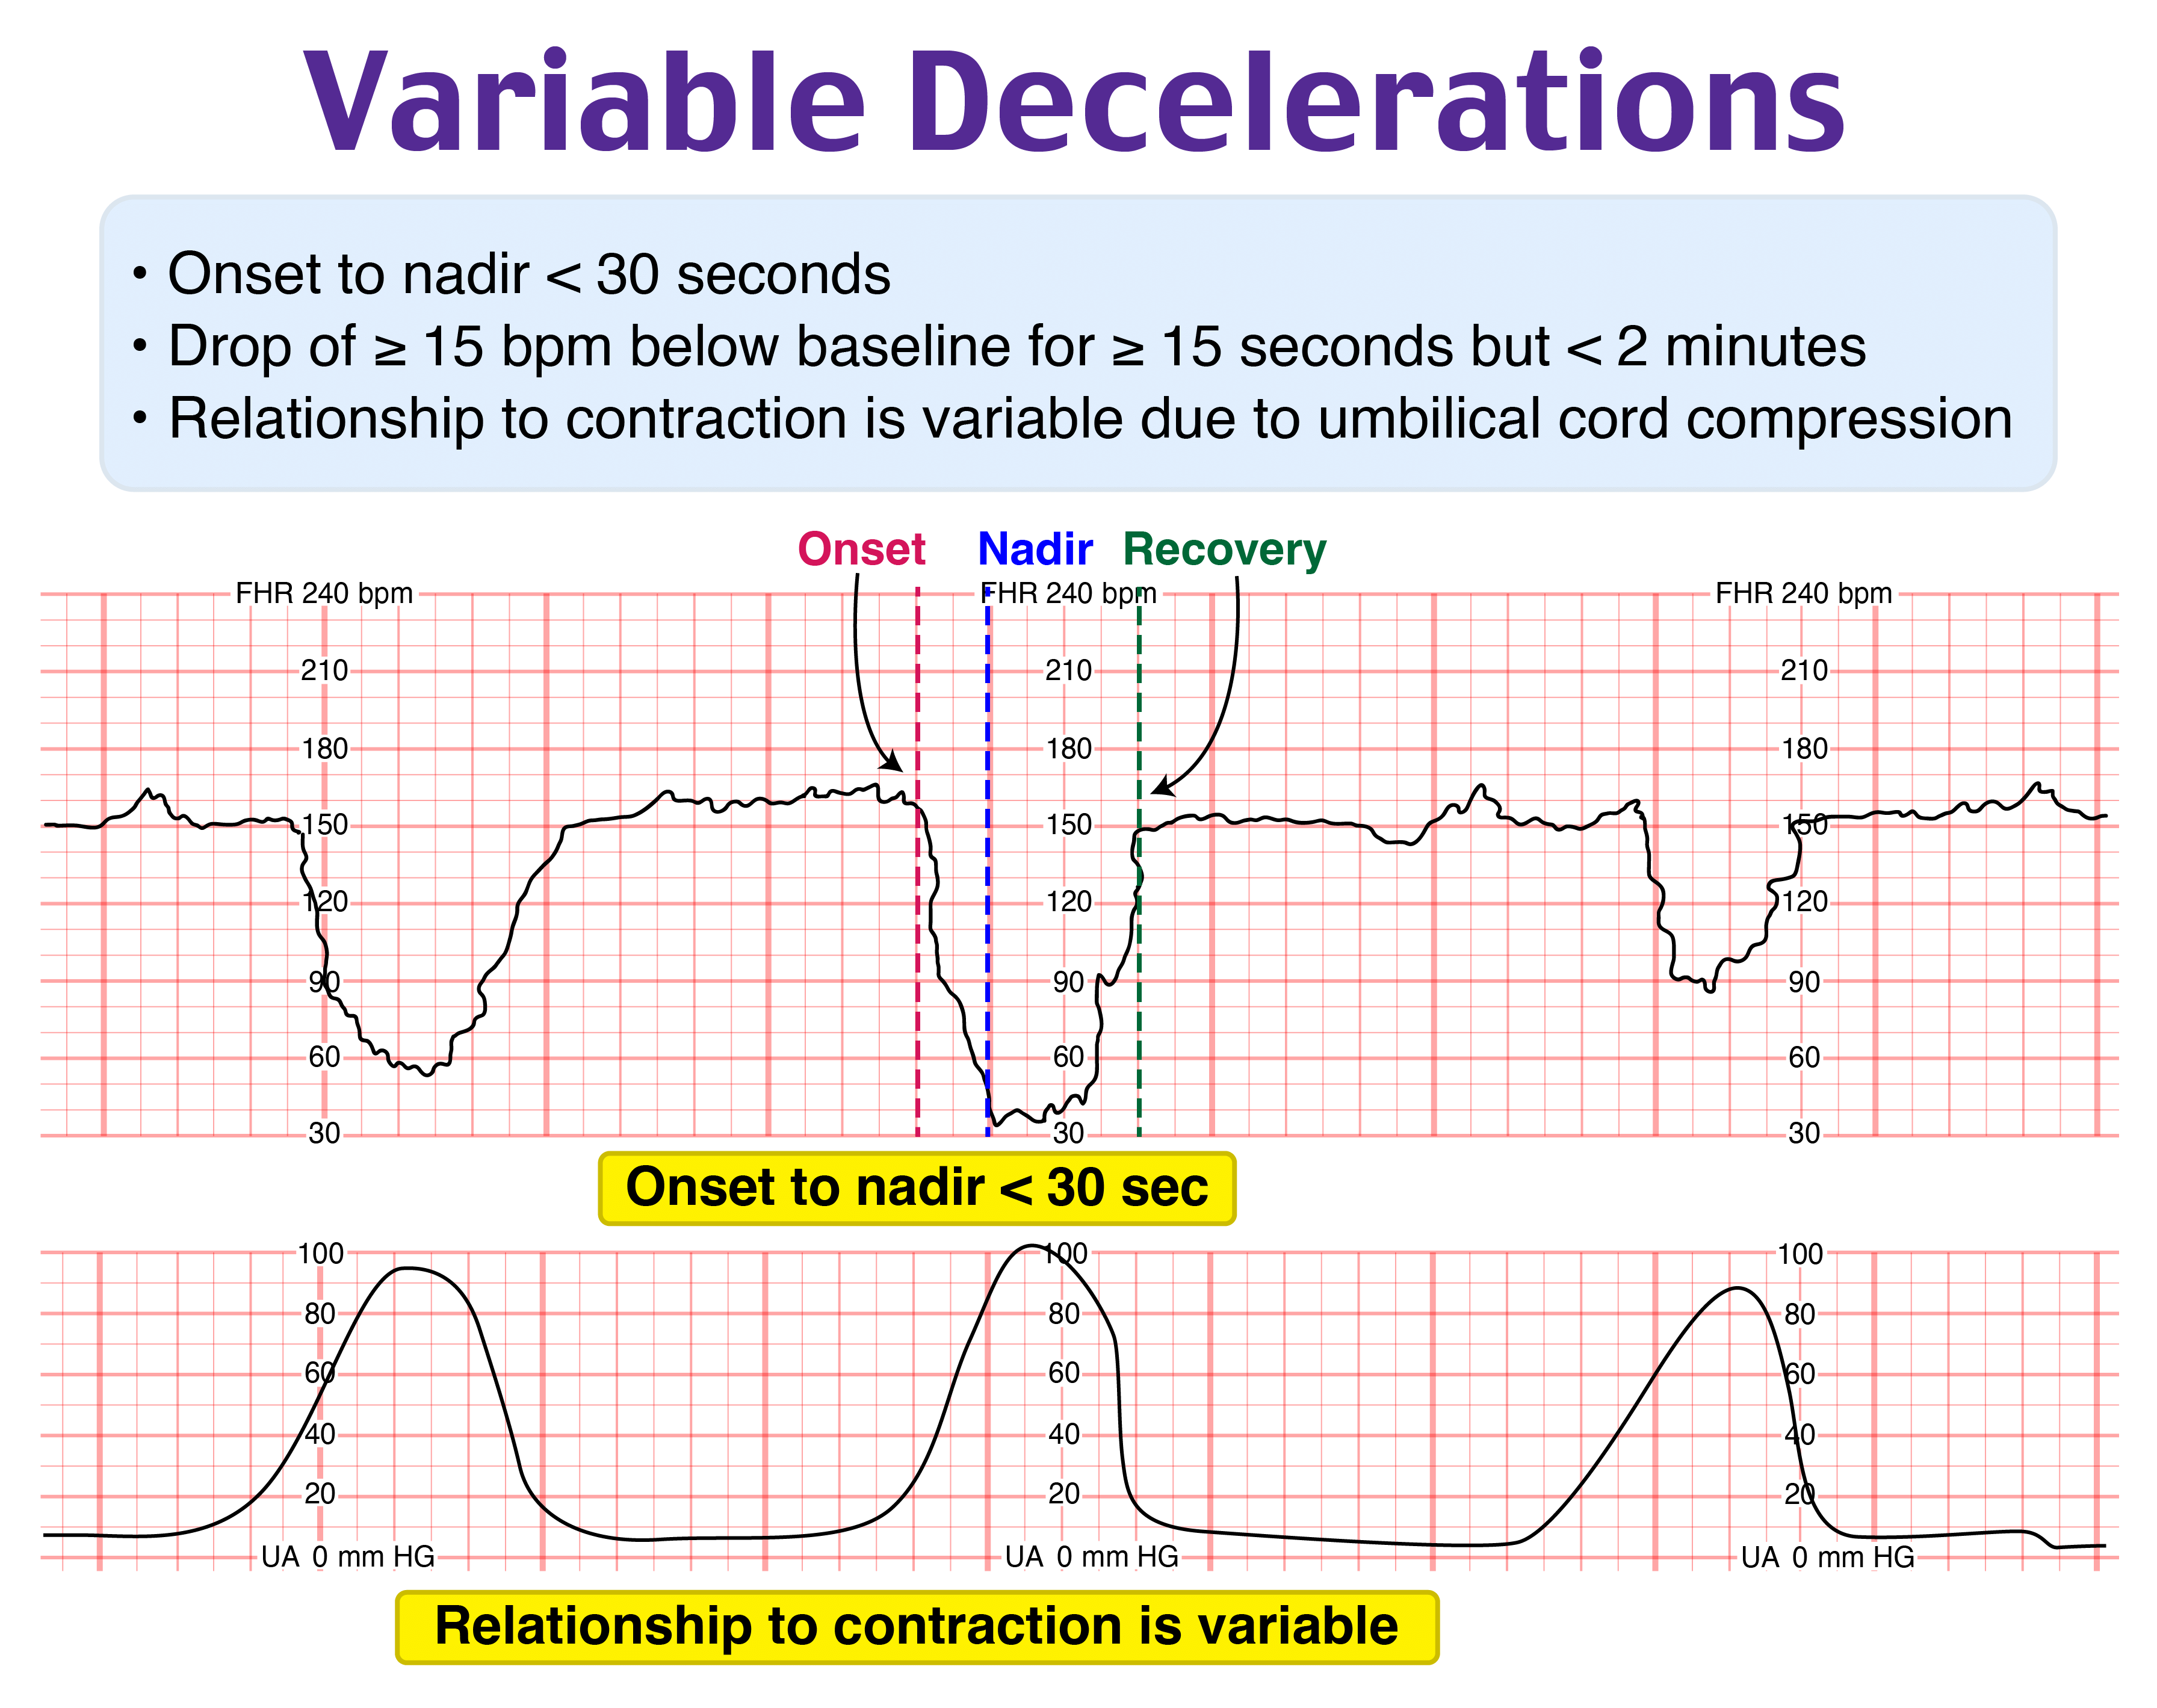 Variable Decelerations
• Onset to nadir < 30 seconds
• Drop of ≥ 15 bpm below baseline for ≥ 15 seconds but < 2 minutes
• Relationship to contraction is variable due to umbilical cord compression
Onset Nadir Recovery
FHR 240 bpm FHR 240 bpm FHR 240 bpm
210 210 210
180 180 180
150 150 150
120 120 120
90 90 90
60 60 60
30 30 30
Onset to nadir < 30 sec
100 100 100
80 80 80
60 60 60
40 40 40
20 20 20
UA 0 mm HG UA 0 mm HG UA 0 mm HG
Relationship to contraction is variable